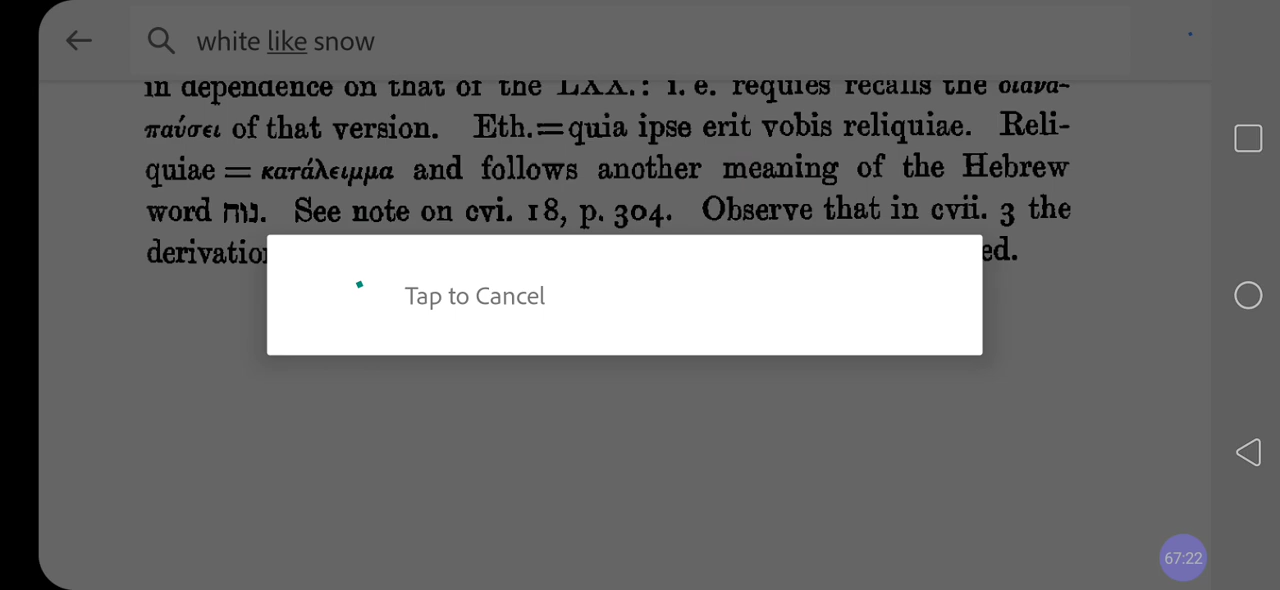 white like snow
in dependence on that of the LXX.: i. e. requies recalls the διανα-
παύσει of that version. Eth.=quia ipse erit vobis reliquiae. Reli-
quiae = κατάλειμμα and follows another meaning of the Hebrew
word נוח. See note on cvi. 18, p. 304. Observe that in cvii. 3 the
derivation ed.
Tap to Cancel
67:22